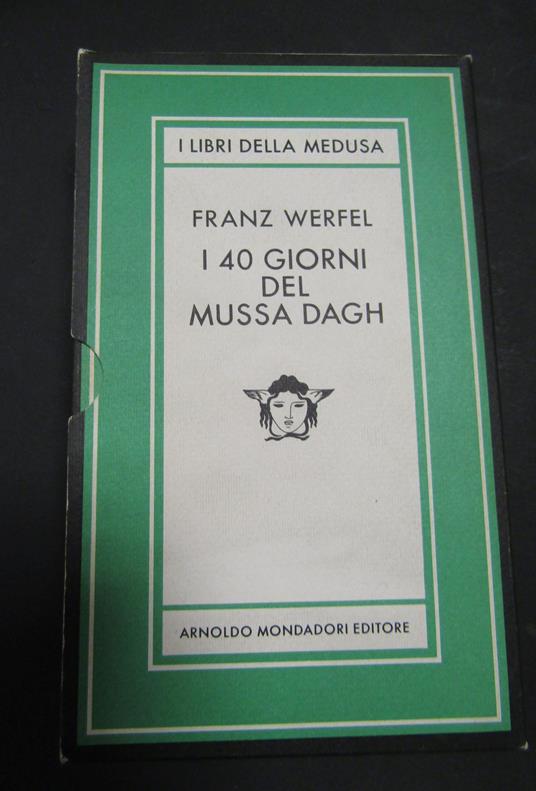 I LIBRI DELLA MEDUSA
FRANZ WERFEL
I 40 GIORNI
DEL
MUSSA DAGH
ARNOLDO MONDADORI EDITORE